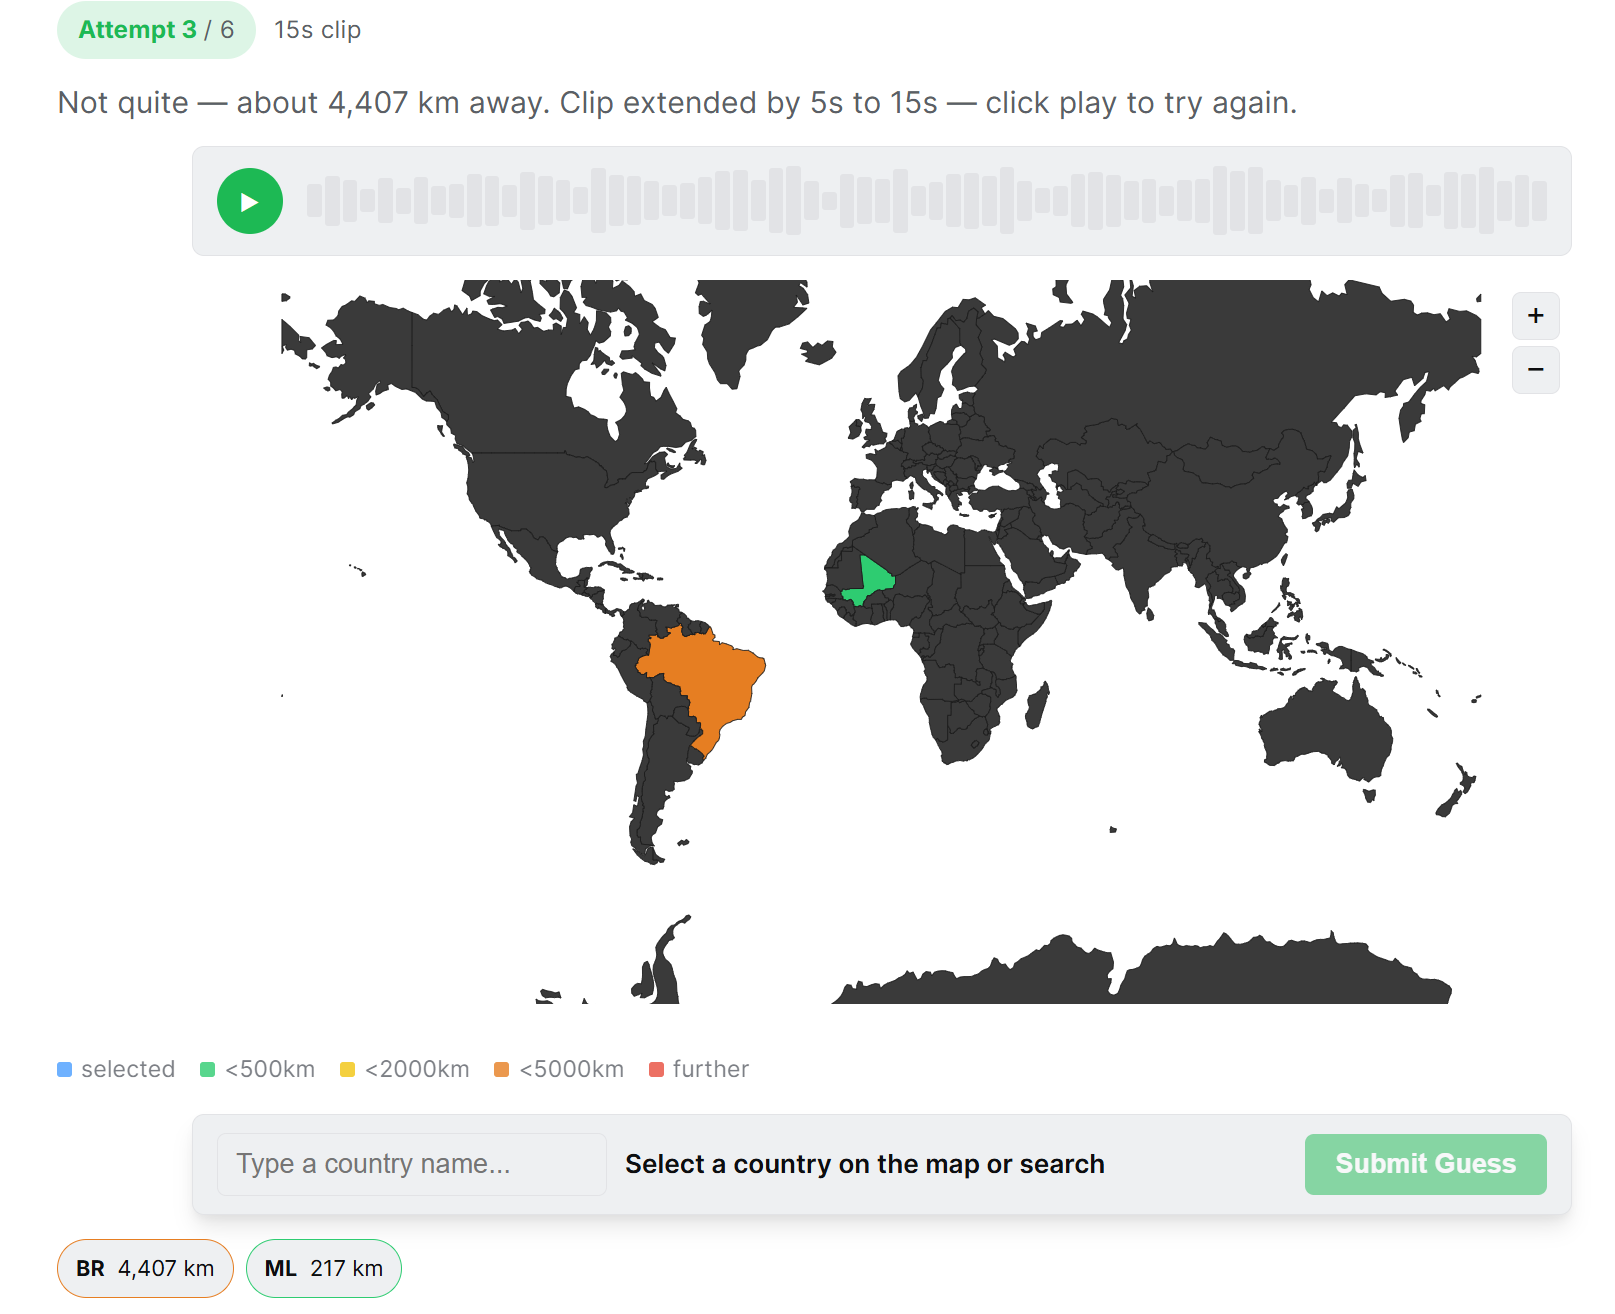 Attempt 3 / 6 15s clip
Not quite — about 4,407 km away. Clip extended by 5s to 15s — click play to try again.
+
−
selected <500km <2000km <5000km further
Type a country name... Select a country on the map or search Submit Guess
BR 4,407 km ML 217 km